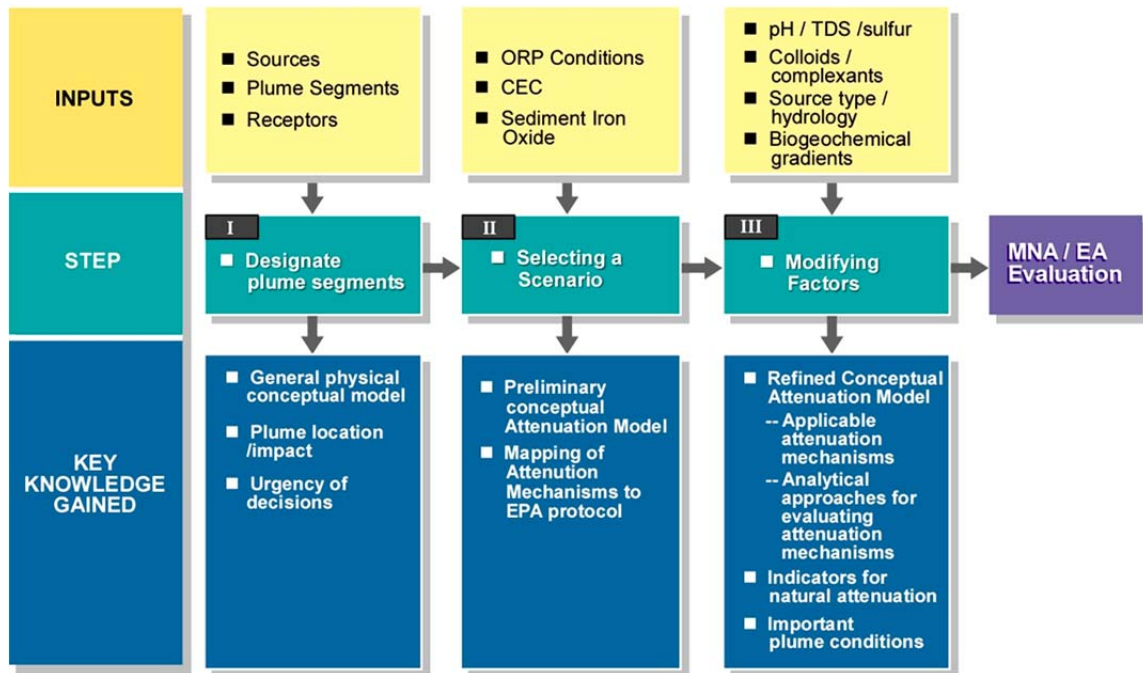 INPUTS
■ Sources
■ Plume Segments
■ Receptors
■ ORP Conditions
■ CEC
■ Sediment Iron
Oxide
■ pH / TDS /sulfur
■ Colloids /
complexants
■ Source type /
hydrology
■ Biogeochemical
gradients
STEP
I
■ Designate
plume segments
II
■ Selecting a
Scenario
III
■ Modifying
Factors
MNA / EA
Evaluation
KEY
KNOWLEDGE
GAINED
■ General physical
conceptual model
■ Plume location
/impact
■ Urgency of
decisions
■ Preliminary
conceptual
Attenuation Model
■ Mapping of
Attenution
Mechanisms to
EPA protocol
■ Refined Conceptual
Attenuation Model
-- Applicable
attenuation
mechanisms
-- Analytical
approaches for
evaluating
attenuation
mechanisms
■ Indicators for
natural attenuation
■ Important
plume conditions